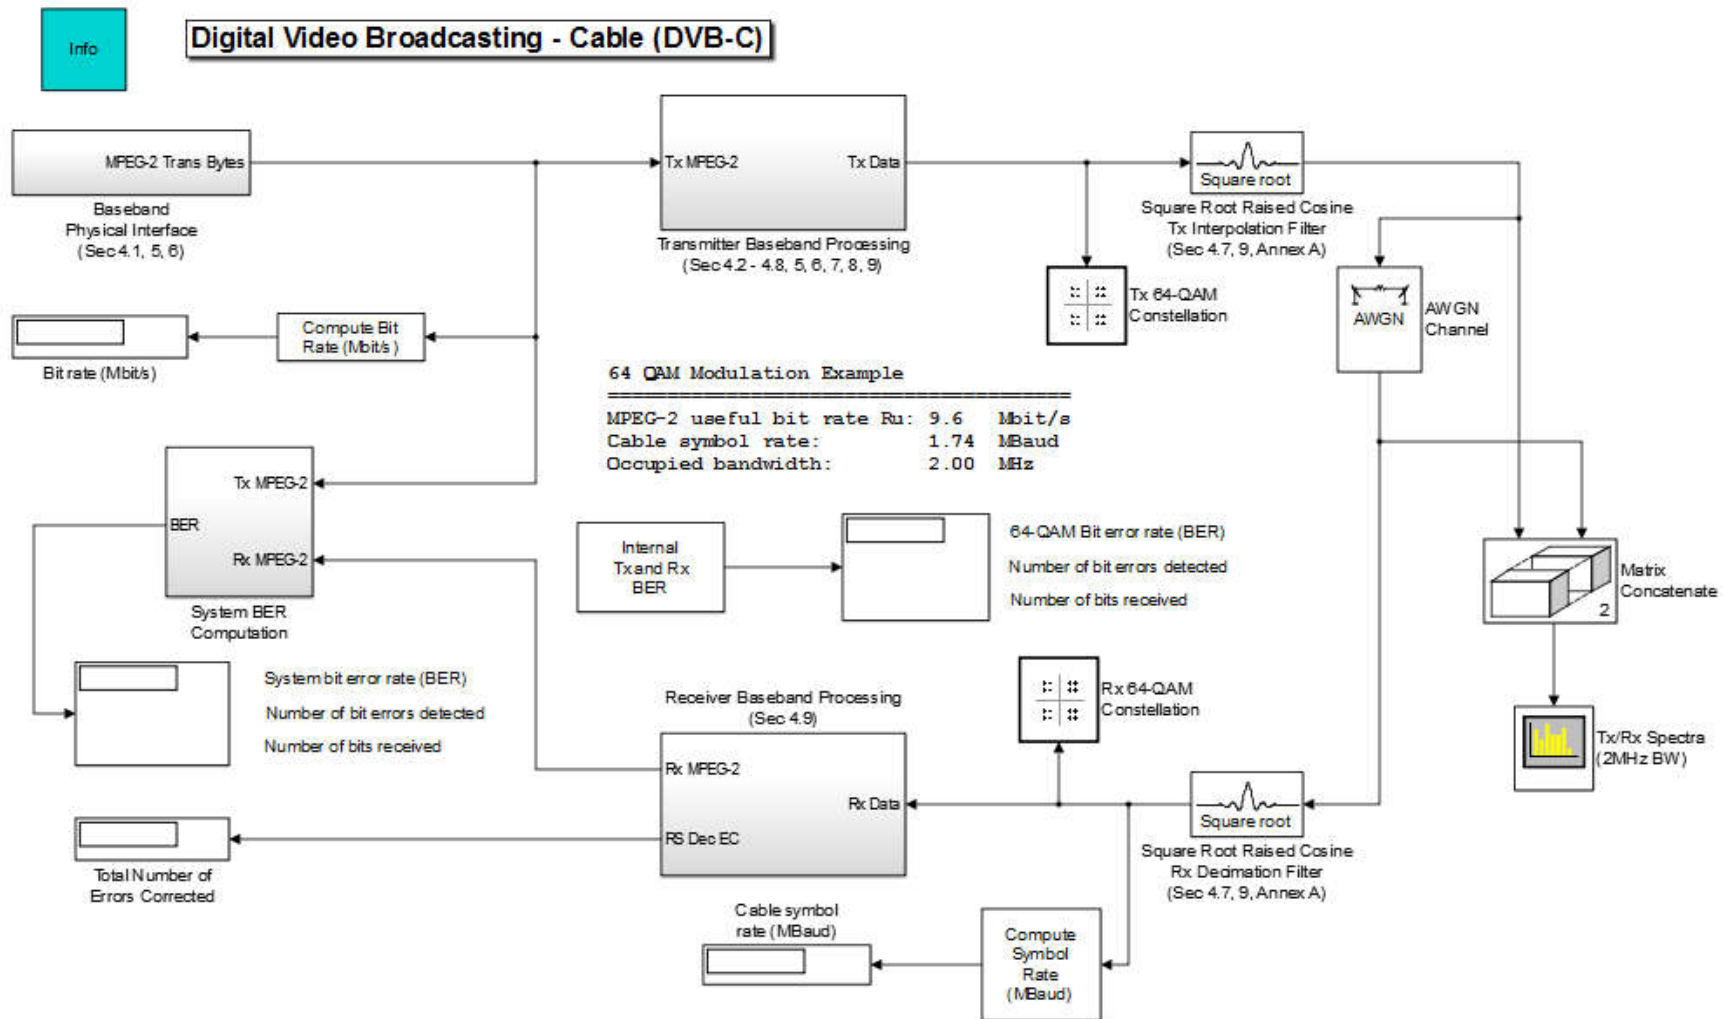 Info
Digital Video Broadcasting - Cable (DVB-C)
MPEG-2 Trans Bytes
Baseband
Physical Interface
(Sec 4.1, 5, 6)
Tx MPEG-2
Tx Data
Transmitter Baseband Processing
(Sec 4.2 - 4.8, 5, 6, 7, 8, 9)
Square root
Square Root Raised Cosine
Tx Interpolation Filter
(Sec 4.7, 9, Annex A)
Tx 64-QAM
Constellation
AWGN
AWGN
Channel
Compute Bit
Rate (Mbit/s)
Bit rate (Mbit/s)
64 QAM Modulation Example
=======================================
MPEG-2 useful bit rate Ru: 9.6 Mbit/s
Cable symbol rate: 1.74 MBaud
Occupied bandwidth: 2.00 MHz
Tx MPEG-2
BER
Rx MPEG-2
System BER
Computation
Internal
Tx and Rx
BER
64-QAM Bit error rate (BER)
Number of bit errors detected
Number of bits received
2
Matrix
Concatenate
System bit error rate (BER)
Number of bit errors detected
Number of bits received
Receiver Baseband Processing
(Sec 4.9)
Rx MPEG-2
Rx Data
RS Dec EC
Rx 64-QAM
Constellation
Tx/Rx Spectra
(2MHz BW)
Square root
Square Root Raised Cosine
Rx Decimation Filter
(Sec 4.7, 9, Annex A)
Total Number of
Errors Corrected
Cable symbol
rate (MBaud)
Compute
Symbol
Rate
(MBaud)